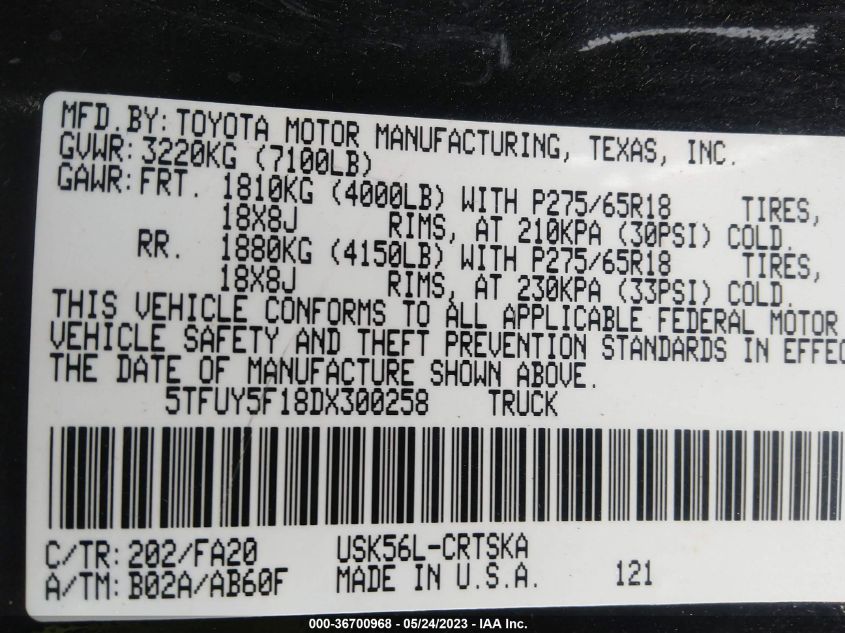 MFD. BY: TOYOTA MOTOR MANUFACTURING, TEXAS, INC.
GVWR: 3220KG (7100LB)
GAWR: FRT. 1810KG (4000LB) WITH P275/65R18 TIRES,
18X8J RIMS, AT 210KPA (30PSI) COLD.
RR. 1880KG (4150LB) WITH P275/65R18 TIRES,
18X8J RIMS, AT 230KPA (33PSI) COLD.
THIS VEHICLE CONFORMS TO ALL APPLICABLE FEDERAL MOTOR
VEHICLE SAFETY AND THEFT PREVENTION STANDARDS IN EFFEC
THE DATE OF MANUFACTURE SHOWN ABOVE.
5TFUY5F18DX300258 TRUCK
C/TR: 202/FA20 USK56L-CRTSKA
A/TM: B02A/AB60F MADE IN U.S.A. 121
000-36700968 - 05/24/2023 - IAA Inc.